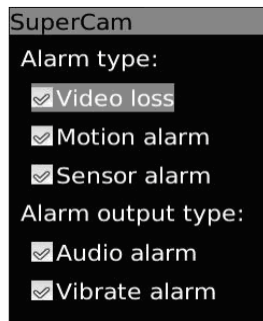 SuperCam
Alarm type:
Video loss
Motion alarm
Sensor alarm
Alarm output type:
Audio alarm
Vibrate alarm